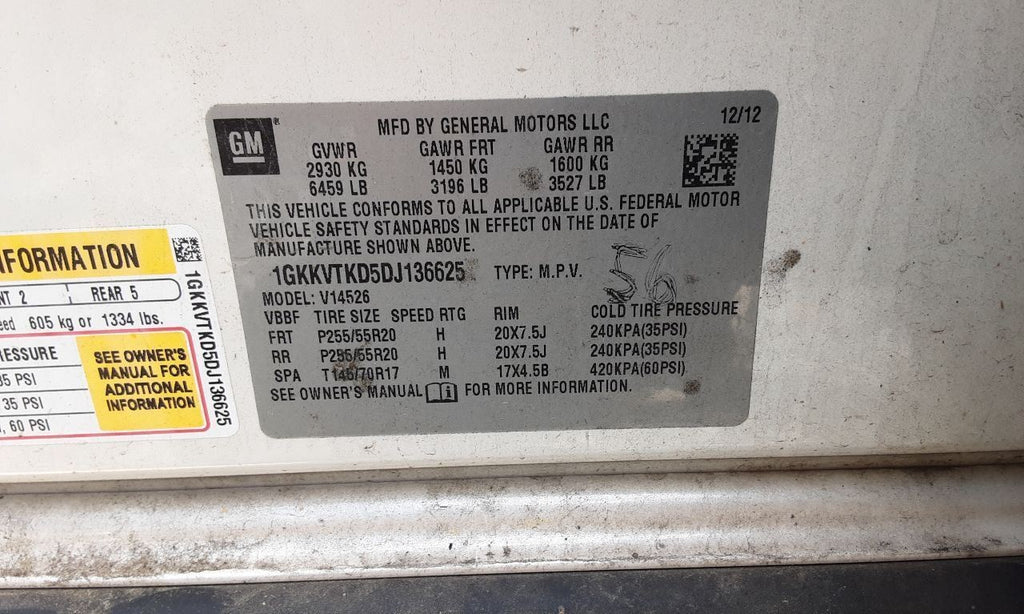 GM
MFD BY GENERAL MOTORS LLC
12/12
GVWR GAWR FRT GAWR RR
2930 KG 1450 KG 1600 KG
6459 LB 3196 LB 3527 LB
THIS VEHICLE CONFORMS TO ALL APPLICABLE U.S. FEDERAL MOTOR
VEHICLE SAFETY STANDARDS IN EFFECT ON THE DATE OF
MANUFACTURE SHOWN ABOVE.
1GKKVTKD5DJ136625 TYPE: M.P.V.
56
MODEL: V14526
VBBF TIRE SIZE SPEED RTG RIM COLD TIRE PRESSURE
FRT P255/55R20 H 20X7.5J 240KPA(35PSI)
RR P255/55R20 H 20X7.5J 240KPA(35PSI)
SPA T145/70R17 M 17X4.5B 420KPA(60PSI)
SEE OWNER'S MANUAL i FOR MORE INFORMATION.
REAR 5
605 kg or 1334 lbs.
35 PSI
60 PSI
SEE OWNER'S
MANUAL FOR
ADDITIONAL
INFORMATION
1GKKVTKD5DJ136625